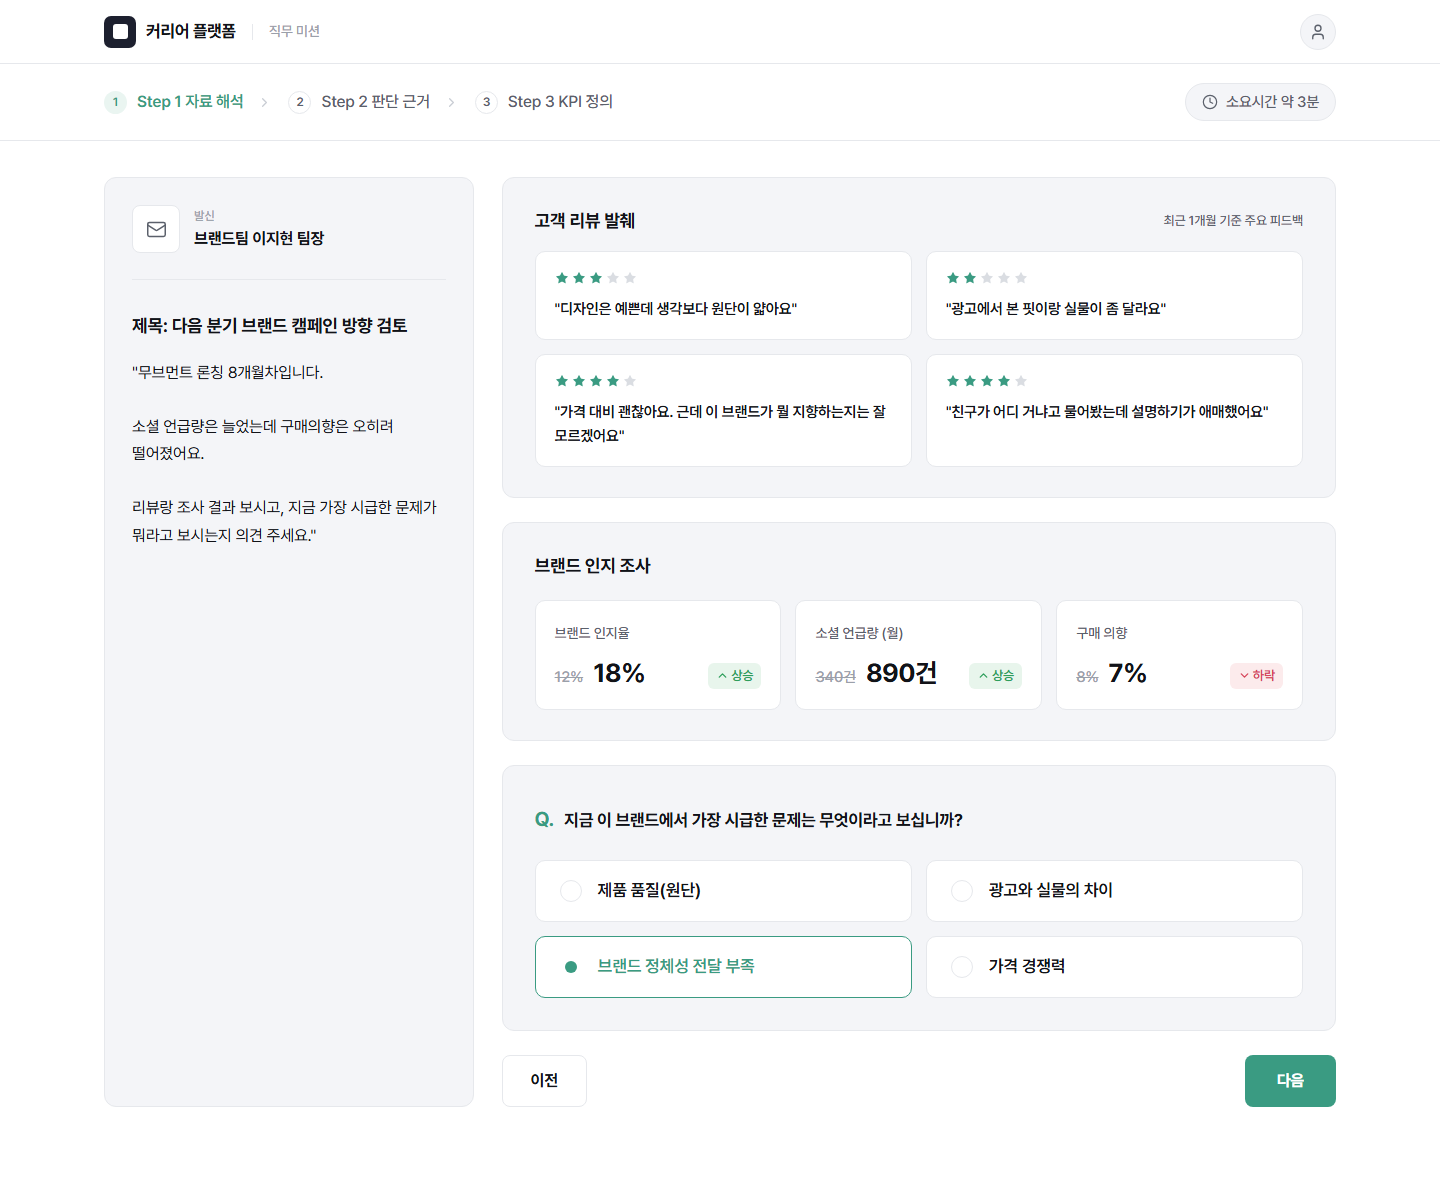 커리어 플랫폼
직무 미션
1 Step 1 자료 해석
2 Step 2 판단 근거
3 Step 3 KPI 정의
소요시간 약 3분
발신
브랜드팀 이지현 팀장
제목: 다음 분기 브랜드 캠페인 방향 검토
"무브먼트 론칭 8개월차입니다.
소셜 언급량은 늘었는데 구매의향은 오히려
떨어졌어요.
리뷰랑 조사 결과 보시고, 지금 가장 시급한 문제가
뭐라고 보시는지 의견 주세요."
고객 리뷰 발췌
최근 1개월 기준 주요 피드백
"디자인은 예쁜데 생각보다 원단이 얇아요"
"광고에서 본 핏이랑 실물이 좀 달라요"
"가격 대비 괜찮아요. 근데 이 브랜드가 뭘 지향하는지는 잘
모르겠어요"
"친구가 어디 거냐고 물어봤는데 설명하기가 애매했어요"
브랜드 인지 조사
브랜드 인지율
12% 18% 상승
소셜 언급량 (월)
340건 890건 상승
구매 의향
8% 7% 하락
Q. 지금 이 브랜드에서 가장 시급한 문제는 무엇이라고 보십니까?
제품 품질(원단)
광고와 실물의 차이
브랜드 정체성 전달 부족
가격 경쟁력
이전
다음